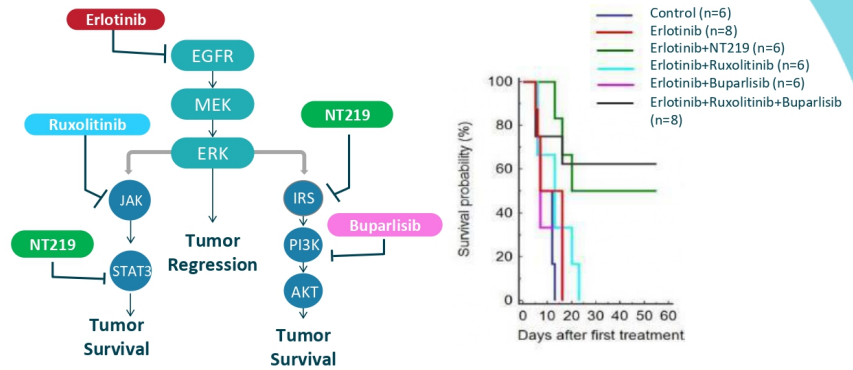 Erlotinib
EGFR
MEK
NT219
Ruxolitinib
ERK
JAK
IRS
Tumor
Regression
Buparlisib
NT219
PI3K
STAT3
AKT
Tumor
Survival
Tumor
Survival
Control (n=6)
Erlotinib (n=8)
Erlotinib+NT219 (n=6)
Erlotinib+Ruxolitinib (n=6)
Erlotinib+Buparlisib (n=6)
Erlotinib+Ruxolitinib+Buparlisib
(n=8)
Survival probability (%)
100
80
60
40
20
0
0 10 20 30 40 50 60
Days after first treatment